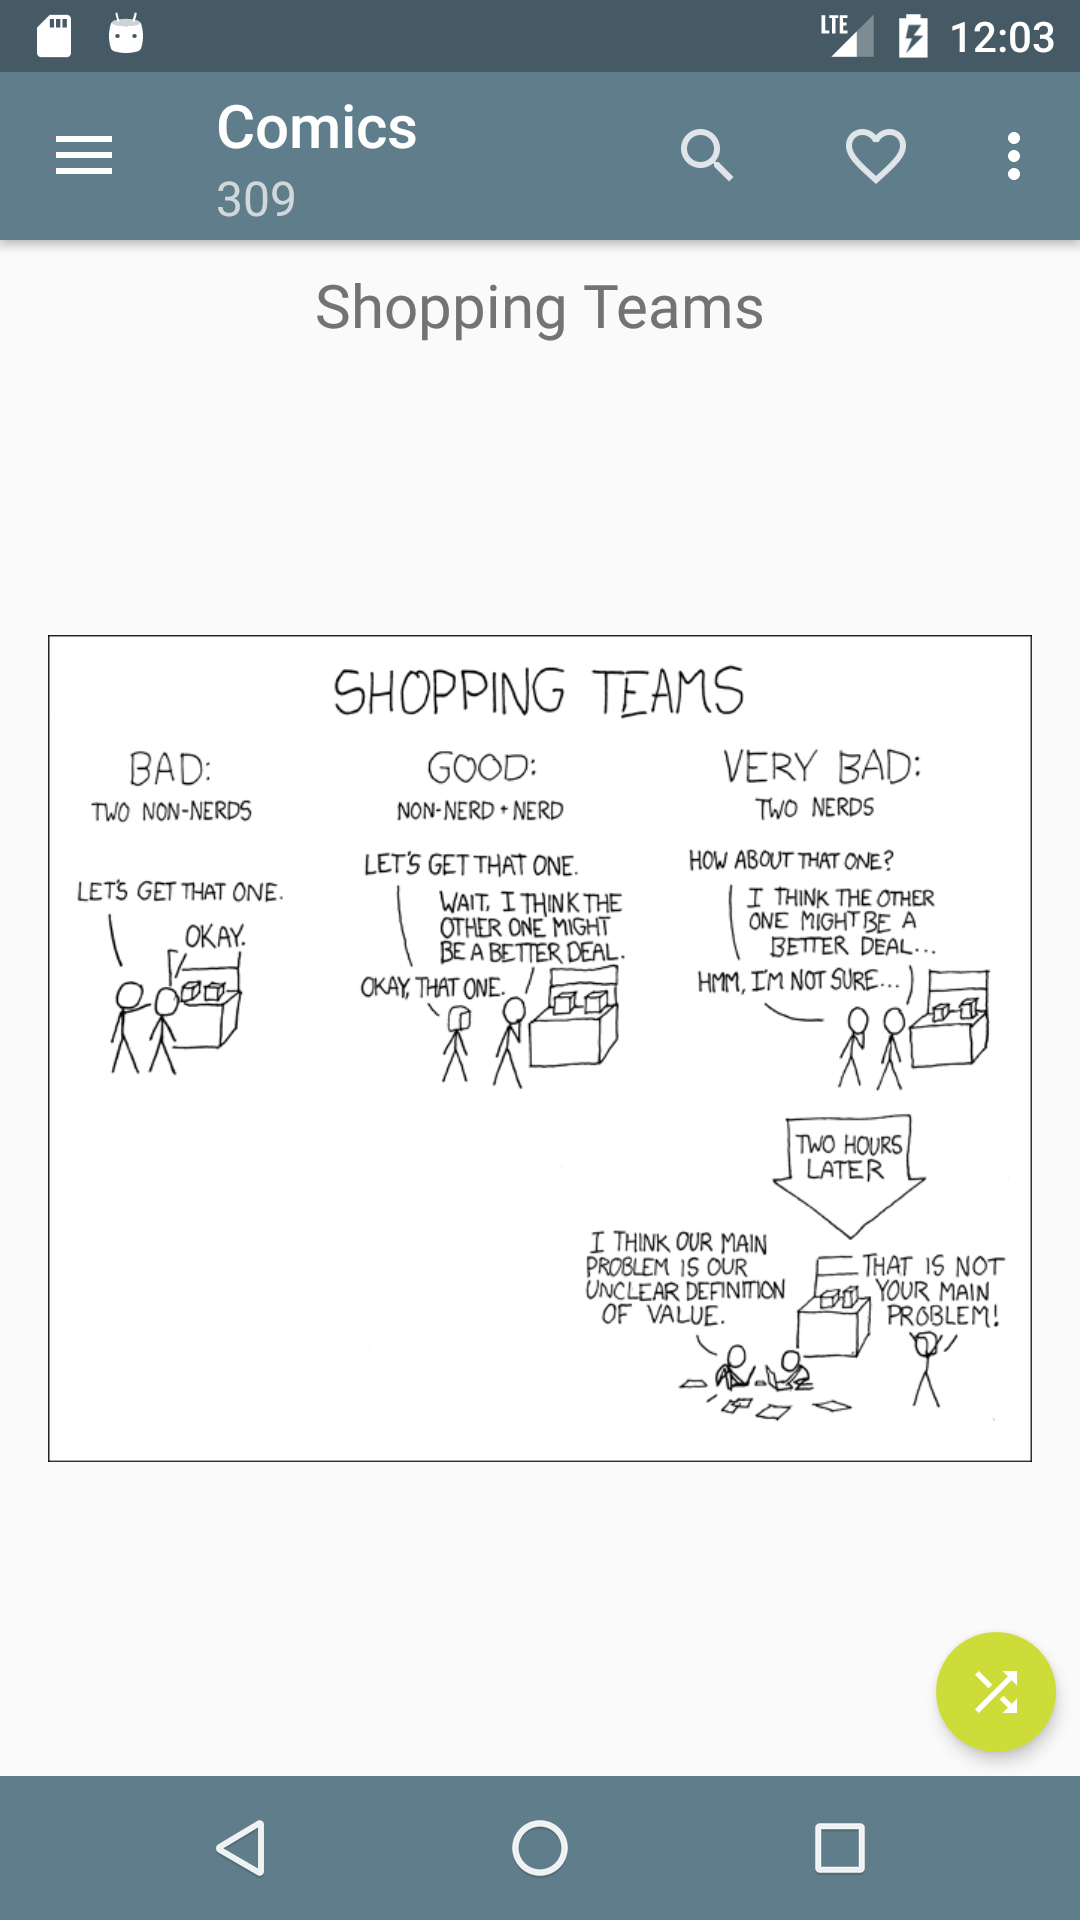 LTE 12:03
Comics
309
Shopping Teams
SHOPPING TEAMS
BAD:
TWO NON-NERDS
LET'S GET THAT ONE.
OKAY.
GOOD:
NON-NERD + NERD
LET'S GET THAT ONE.
WAIT, I THINK THE
OTHER ONE MIGHT
BE A BETTER DEAL.
OKAY, THAT ONE.
VERY BAD:
TWO NERDS
HOW ABOUT THAT ONE?
I THINK THE OTHER
ONE MIGHT BE A
BETTER DEAL...
HMM, I'M NOT SURE...
TWO HOURS
LATER
I THINK OUR MAIN
PROBLEM IS OUR
UNCLEAR DEFINITION
OF VALUE.
THAT IS NOT
YOUR MAIN
PROBLEM!